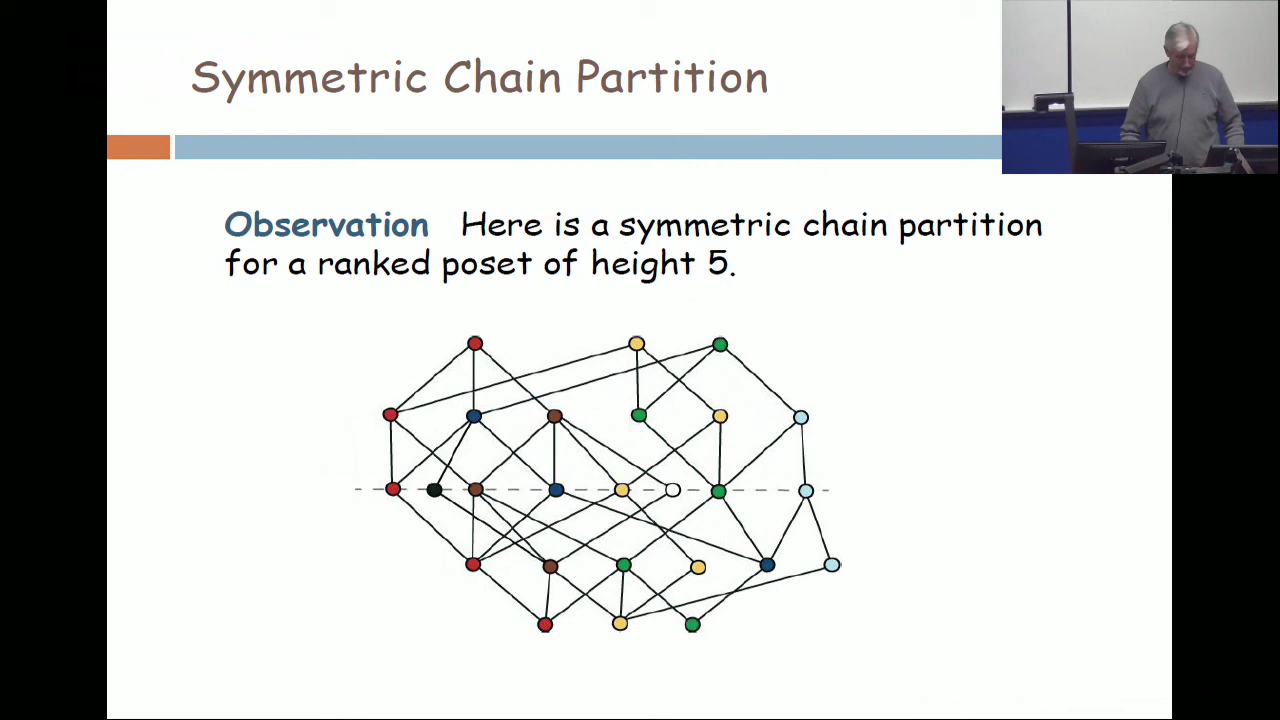 Symmetric Chain Partition
Observation Here is a symmetric chain partition
for a ranked poset of height 5.